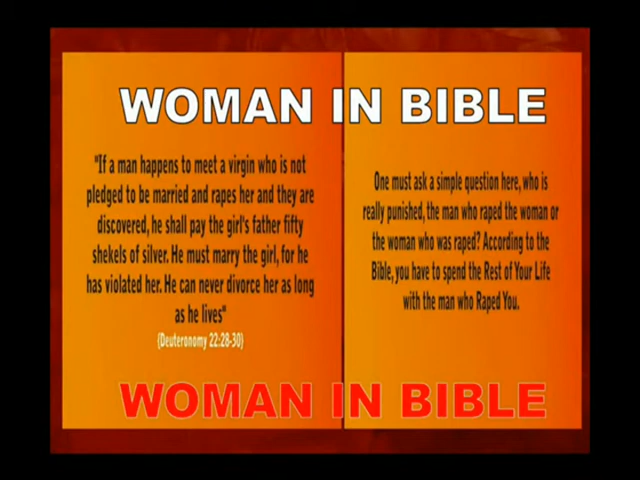 WOMAN IN BIBLE
"If a man happens to meet a virgin who is not
pledged to be married and rapes her and they are
discovered, he shall pay the girl's father fifty
shekels of silver. He must marry the girl, for he
has violated her. He can never divorce her as long
as he lives"
(Deuteronomy 22:28-30)
One must ask a simple question here, who is
really punished, the man who raped the woman or
the woman who was raped? According to the
Bible, you have to spend the Rest of Your Life
with the man who Raped You.
WOMAN IN BIBLE